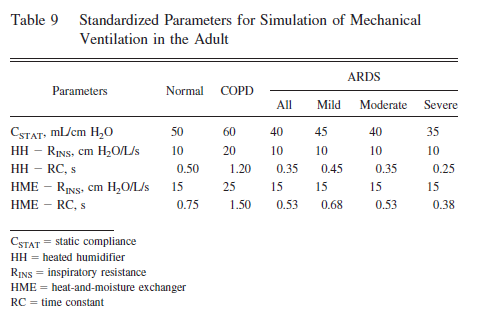 Table 9 Standardized Parameters for Simulation of Mechanical
Ventilation in the Adult
ARDS
Parameters Normal COPD
All Mild Moderate Severe
CSTAT, mL/cm H2O 50 60 40 45 40 35
HH − RINS, cm H2O/L/s 10 20 10 10 10 10
HH − RC, s 0.50 1.20 0.35 0.45 0.35 0.25
HME − RINS, cm H2O/L/s 15 25 15 15 15 15
HME − RC, s 0.75 1.50 0.53 0.68 0.53 0.38
CSTAT = static compliance
HH = heated humidifier
RINS = inspiratory resistance
HME = heat-and-moisture exchanger
RC = time constant